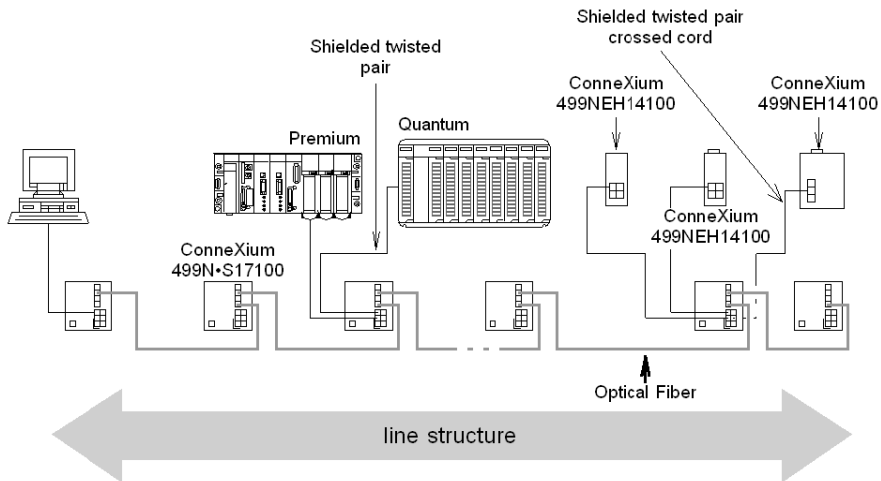 Shielded twisted
pair
Shielded twisted pair
crossed cord
ConneXium
499NEH14100
ConneXium
499NEH14100
Premium
Quantum
ConneXium
499NEH14100
ConneXium
499N•S17100
Optical Fiber
line structure